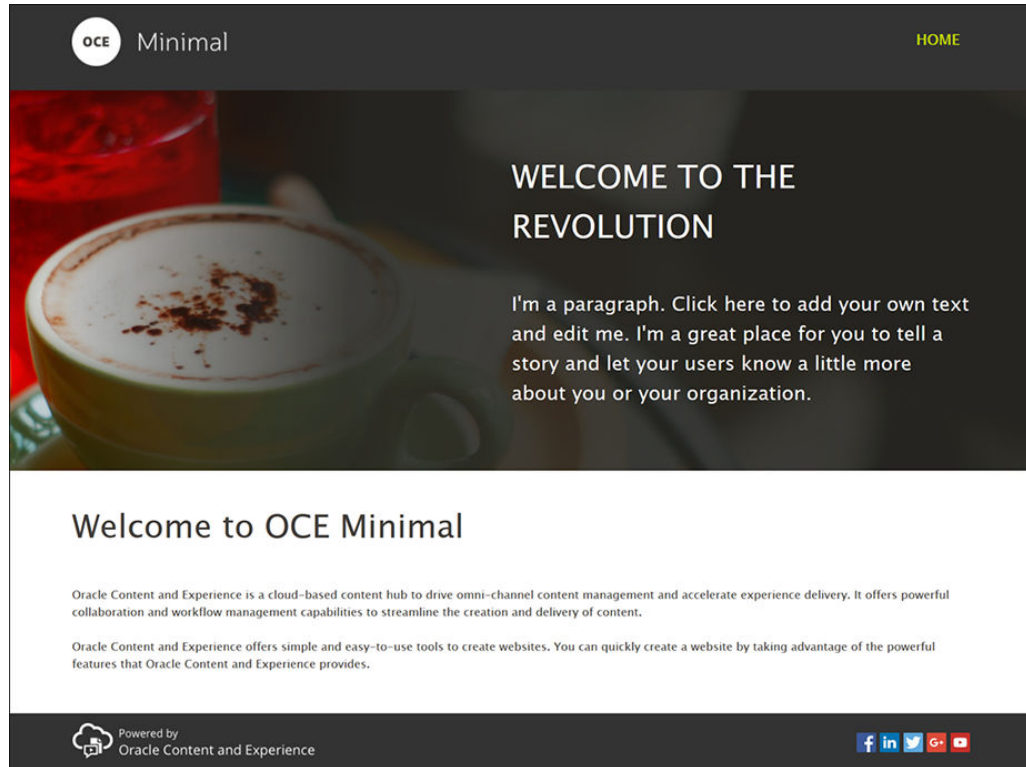 OCE Minimal
HOME
WELCOME TO THE
REVOLUTION
I'm a paragraph. Click here to add your own text
and edit me. I'm a great place for you to tell a
story and let your users know a little more
about you or your organization.
Welcome to OCE Minimal
Oracle Content and Experience is a cloud-based content hub to drive omni-channel content management and accelerate experience delivery. It offers powerful
collaboration and workflow management capabilities to streamline the creation and delivery of content.
Oracle Content and Experience offers simple and easy-to-use tools to create websites. You can quickly create a website by taking advantage of the powerful
features that Oracle Content and Experience provides.
Powered by
Oracle Content and Experience
f in G+